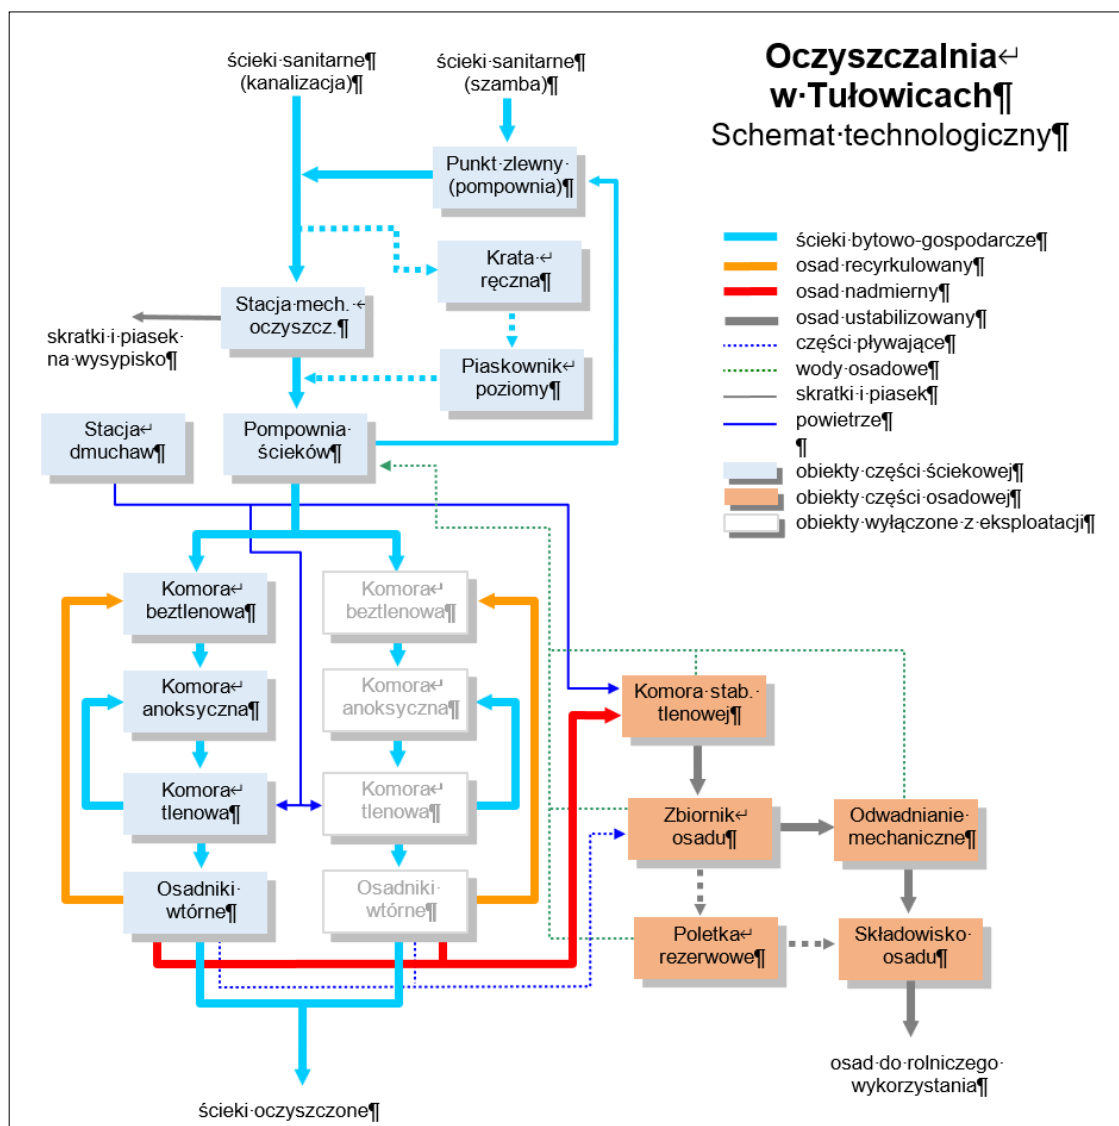 ścieki·sanitarne¶
(kanalizacja)¶
ścieki·sanitarne¶
(szamba)¶
Oczyszczalnia↵
w·Tułowicach¶
Schemat·technologiczny¶
Punkt·zlewny·
(pompownia)¶
Krata·↵
ręczna¶
Stacja·mech.·↵
oczyszcz.¶
skratki·i·piasek·
na·wysypisko¶
Piaskownik↵
poziomy¶
Stacja↵
dmuchaw¶
Pompownia·
ścieków¶
ścieki·bytowo-gospodarcze¶
osad·recyrkulowany¶
osad·nadmierny¶
osad·ustabilizowany¶
części·pływające¶
wody·osadowe¶
skratki·i·piasek¶
powietrze¶
¶
obiekty·części·ściekowej¶
obiekty·części·osadowej¶
obiekty·wyłączone·z·eksploatacji¶
Komora↵
beztlenowa¶
Komora↵
beztlenowa¶
Komora↵
anoksyczna¶
Komora↵
anoksyczna¶
Komora↵
tlenowa¶
Komora↵
tlenowa¶
Osadniki·
wtórne¶
Osadniki·
wtórne¶
Komora·stab.·
tlenowej¶
Zbiornik↵
osadu¶
Odwadnianie·
mechaniczne¶
Poletka↵
rezerwowe¶
Składowisko·
osadu¶
osad·do·rolniczego·
wykorzystania¶
ścieki·oczyszczone¶